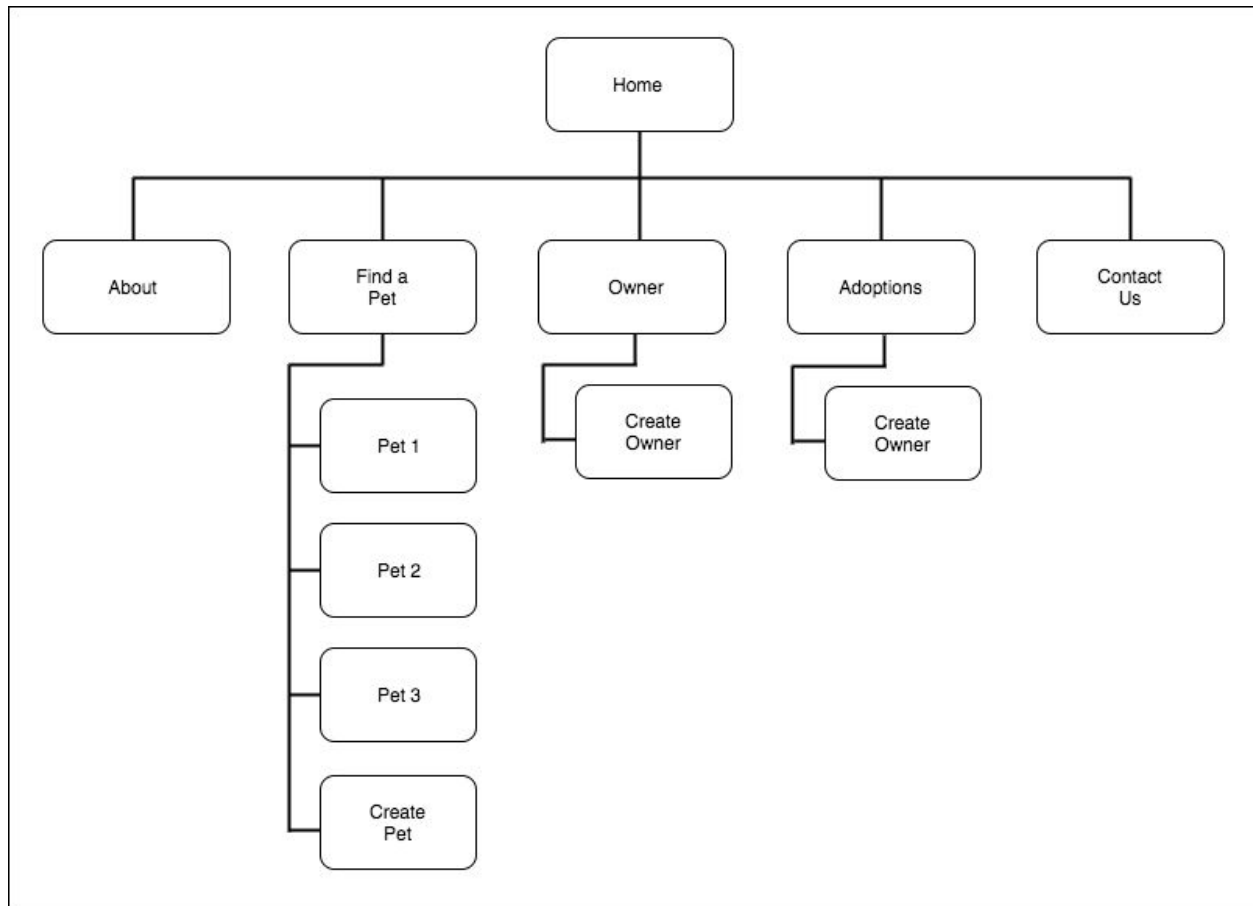 Home
About
Find a
Pet
Owner
Adoptions
Contact
Us
Pet 1
Pet 2
Pet 3
Create
Pet
Create
Owner
Create
Owner